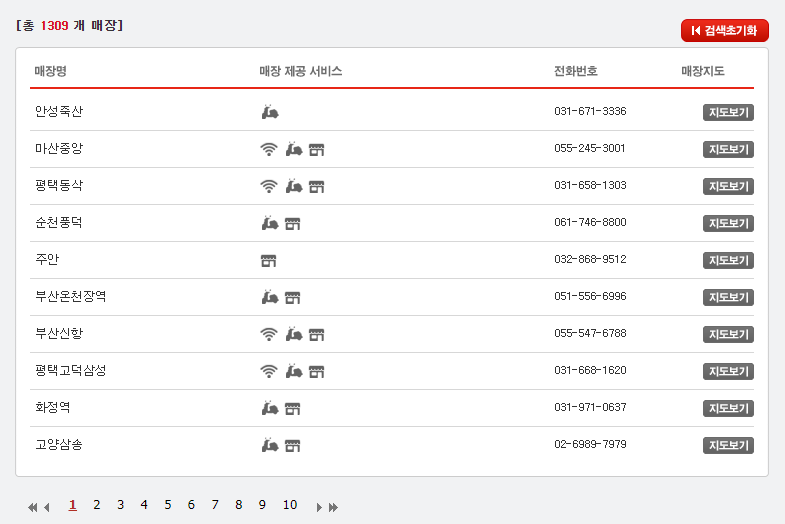 [총 1309 개 매장]
검색초기화
매장명 매장 제공 서비스 전화번호 매장지도
안성죽산 031-671-3336 지도보기
마산중앙 055-245-3001 지도보기
평택동삭 031-658-1303 지도보기
순천풍덕 061-746-8800 지도보기
주안 032-868-9512 지도보기
부산온천장역 051-556-6996 지도보기
부산신항 055-547-6788 지도보기
평택고덕삼성 031-668-1620 지도보기
화정역 031-971-0637 지도보기
고양삼송 02-6989-7979 지도보기
1 2 3 4 5 6 7 8 9 10